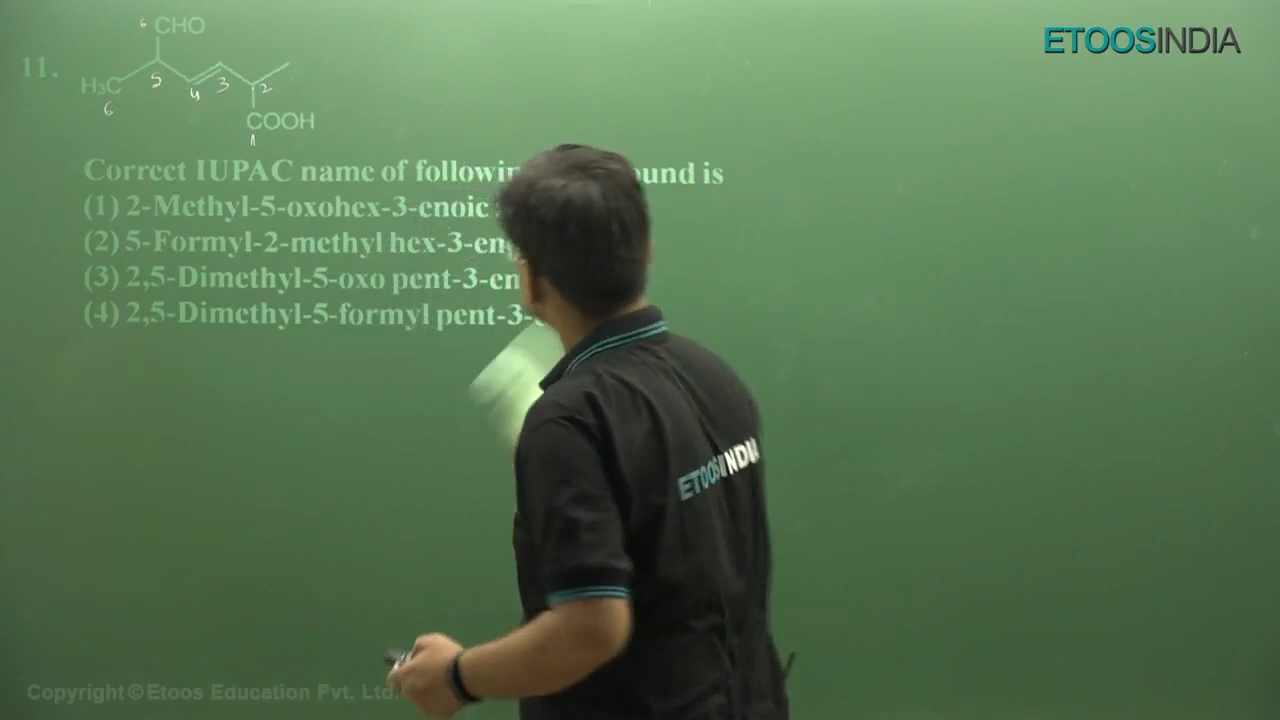 ETOOSINDIA
11.
6 CHO
H₃C 5 4 3 2
6
COOH
1
Correct IUPAC name of following und is
(1) 2-Methyl-5-oxohex-3-enoic
(2) 5-Formyl-2-methyl hex-3-en
(3) 2,5-Dimethyl-5-oxo pent-3-en
(4) 2,5-Dimethyl-5-formyl pent-3-
ETOOSINDIA
Copyright © Etoos Education Pvt. Ltd.